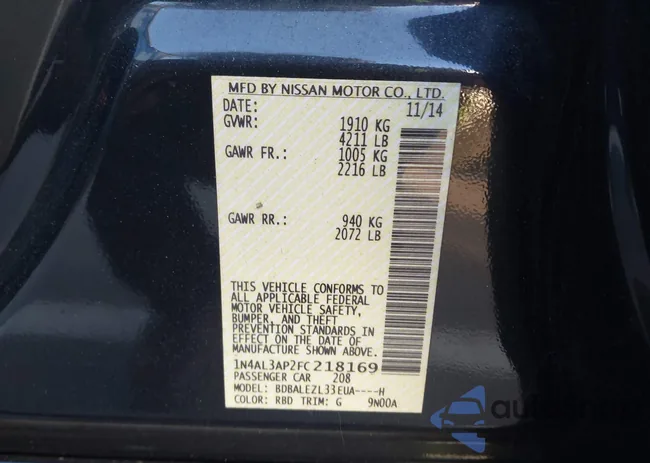 MFD BY NISSAN MOTOR CO., LTD.
DATE: 11/14
GVWR: 1910 KG
4211 LB
GAWR FR.: 1005 KG
2216 LB
GAWR RR.: 940 KG
2072 LB
THIS VEHICLE CONFORMS TO
ALL APPLICABLE FEDERAL
MOTOR VEHICLE SAFETY,
BUMPER, AND THEFT
PREVENTION STANDARDS IN
EFFECT ON THE DATE OF
MANUFACTURE SHOWN ABOVE.
1N4AL3AP2FC218169
PASSENGER CAR 208
MODEL: BDBALEZL33EUA----H
COLOR: RBD TRIM: G 9N00A